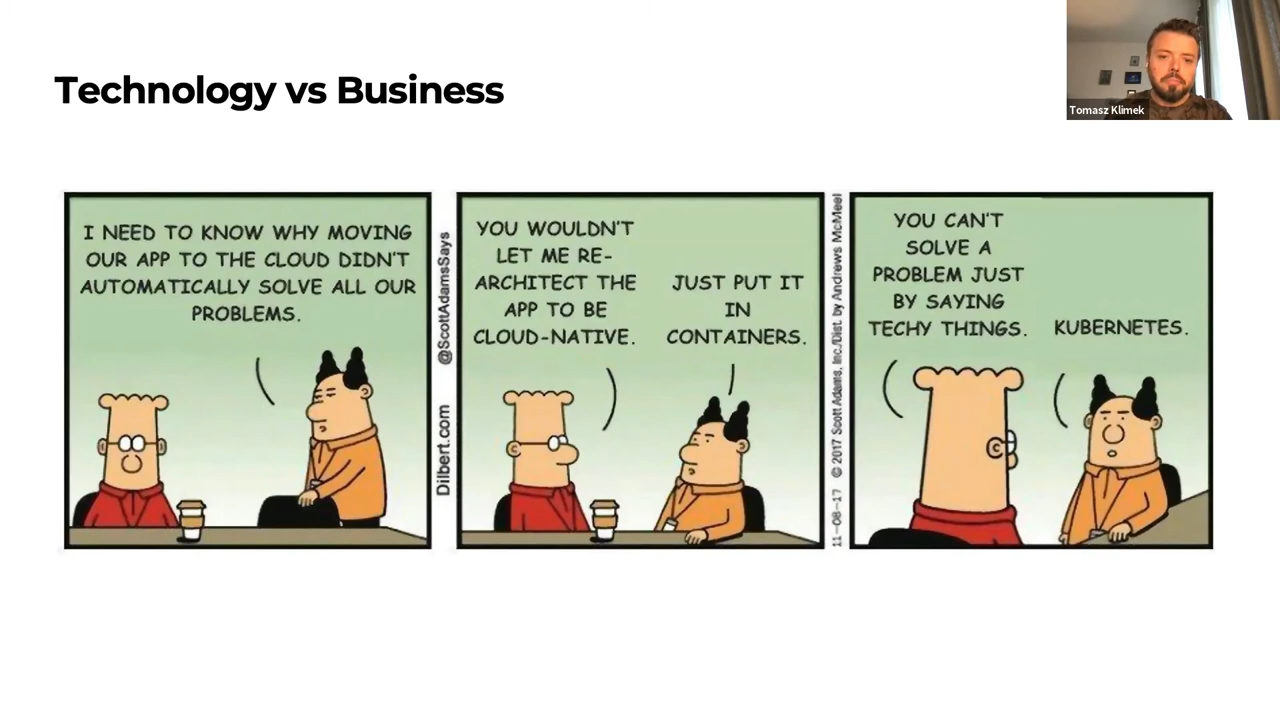 Technology vs Business
Tomasz Klimek
I NEED TO KNOW WHY MOVING
OUR APP TO THE CLOUD DIDN'T
AUTOMATICALLY SOLVE ALL OUR
PROBLEMS.
Dilbert.com @ScottAdamsSays
YOU WOULDN'T
LET ME RE-
ARCHITECT THE
APP TO BE
CLOUD-NATIVE.
JUST PUT IT
IN
CONTAINERS.
11-08-17 © 2017 Scott Adams, Inc./Dist. by Andrews McMeel
YOU CAN'T
SOLVE A
PROBLEM JUST
BY SAYING
TECHY THINGS.
KUBERNETES.